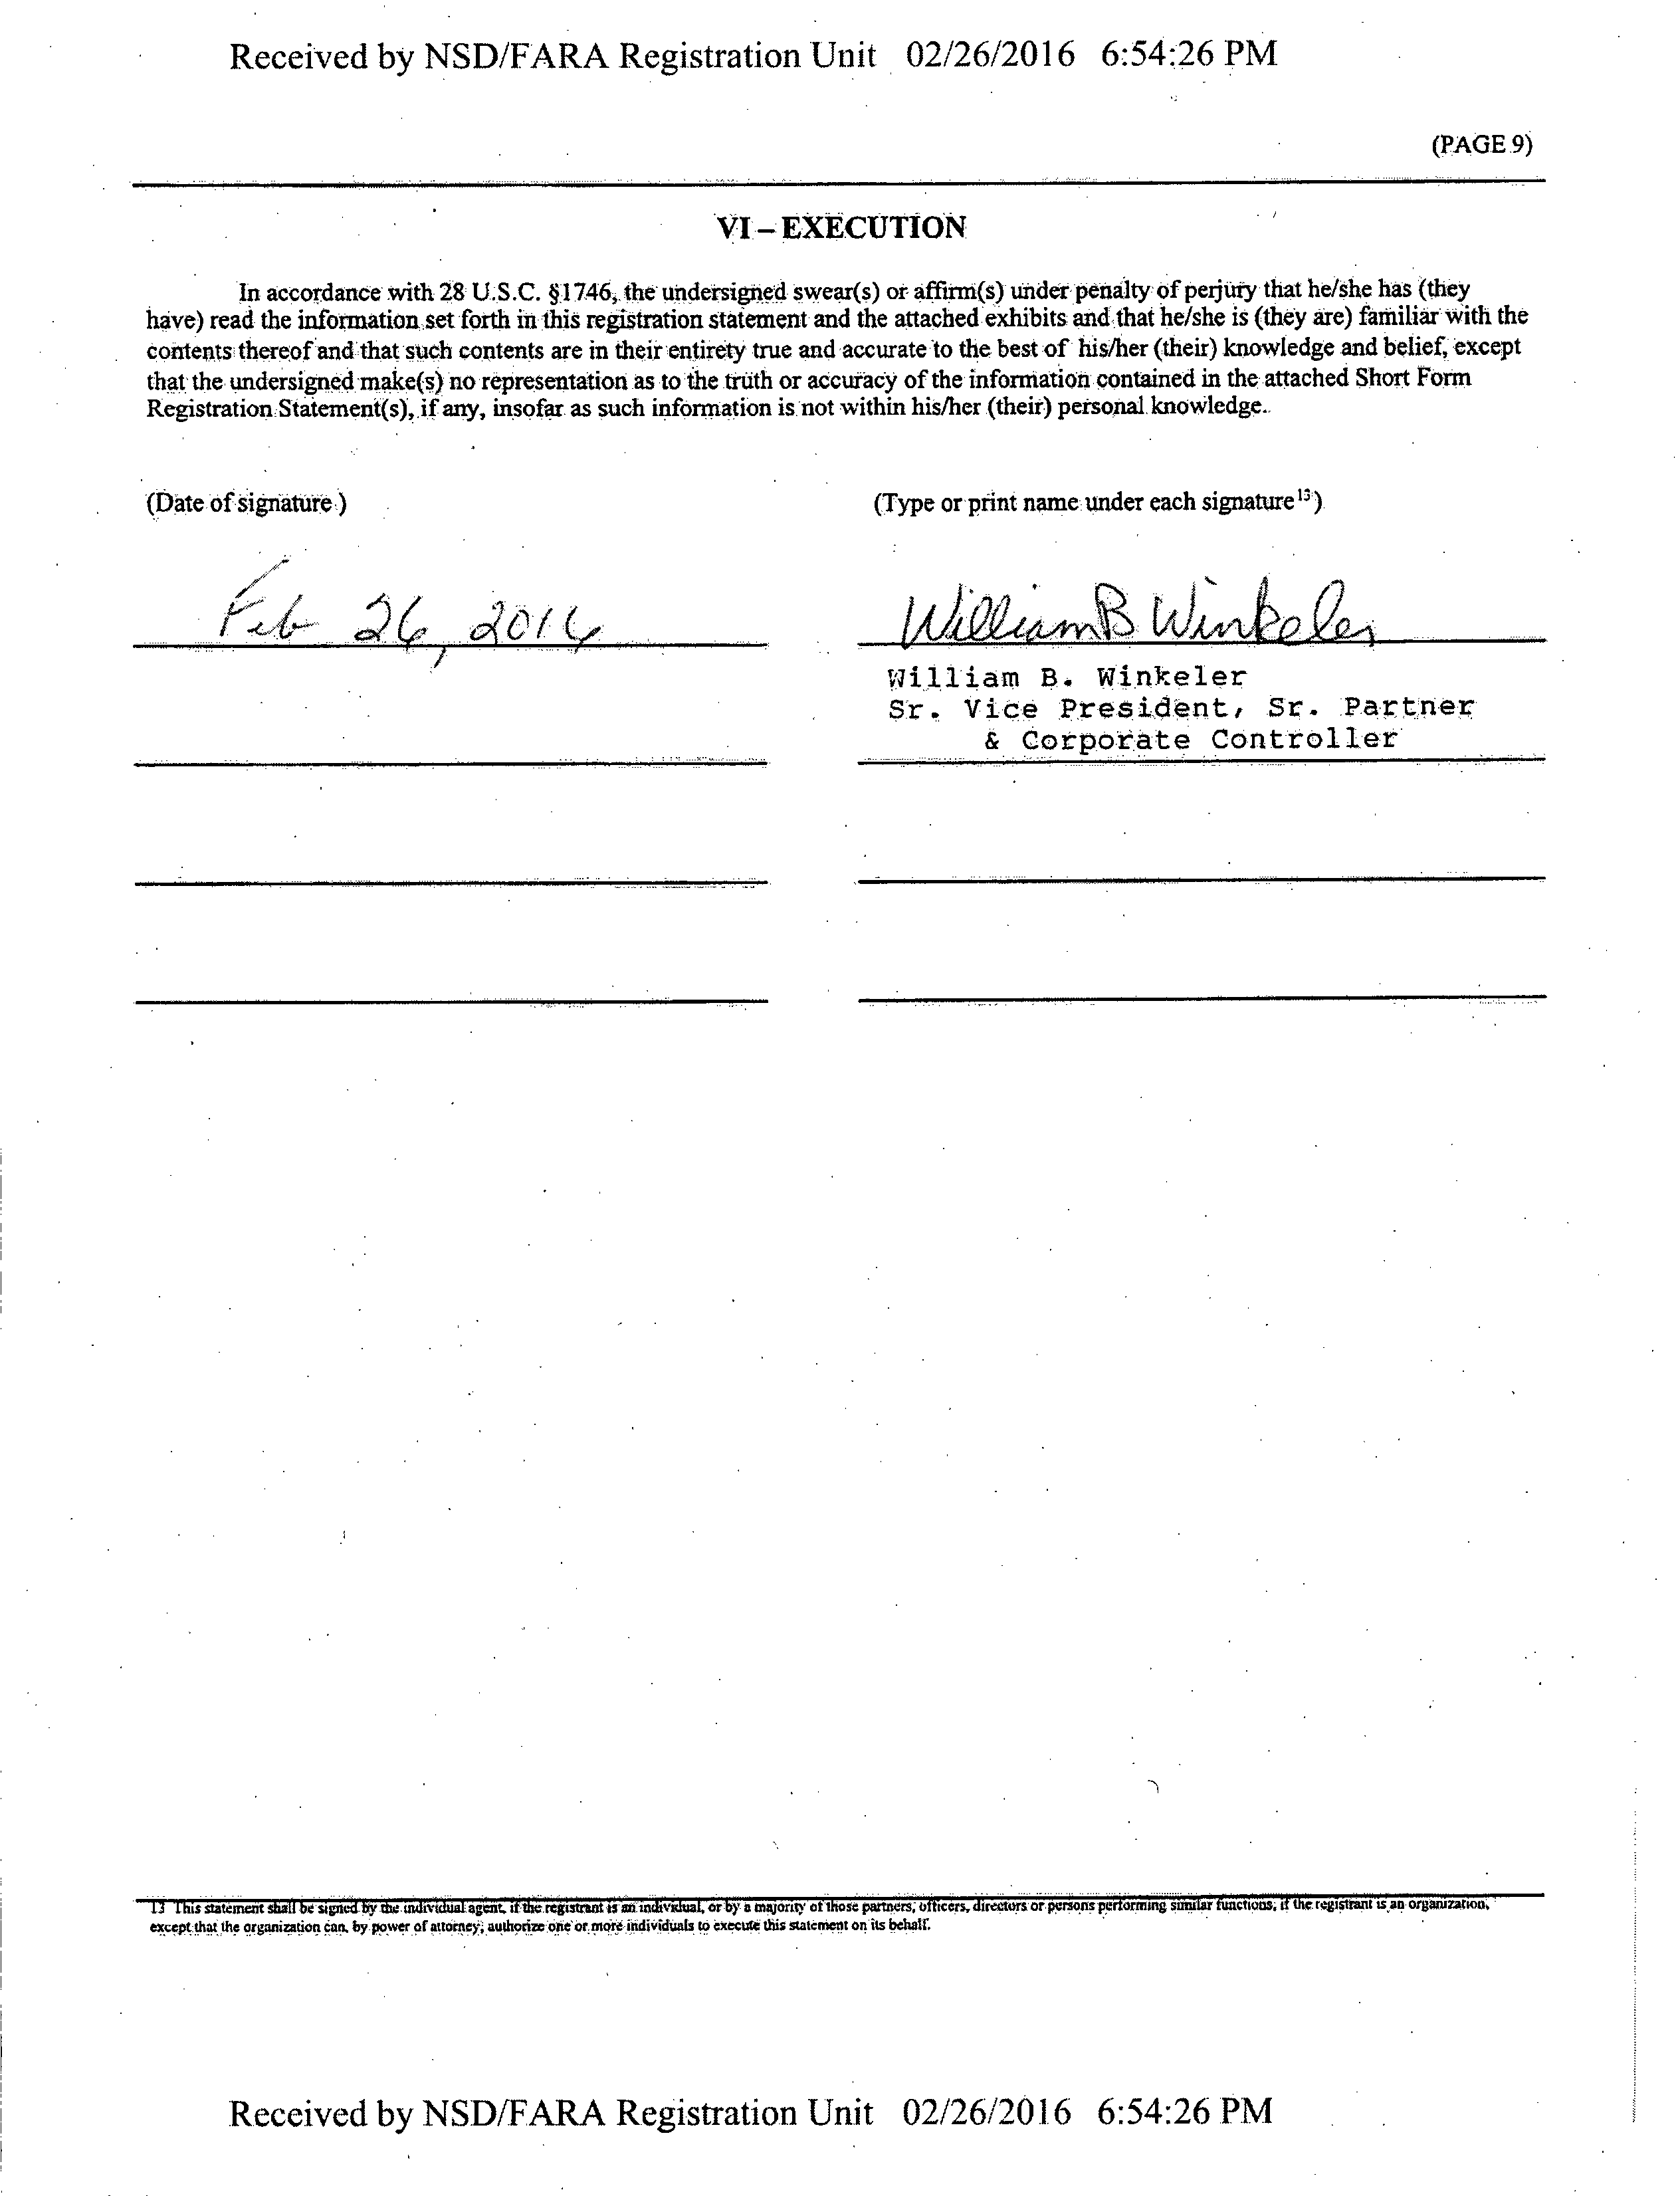 Received by NSD/FARA Registration Unit 02/26/2016 6:54:26 PM
(PAGE 9)
VI – EXECUTION
In accordance with 28 U.S.C. §1746, the undersigned swear(s) or affirm(s) under penalty of perjury that he/she has (they
have) read the information set forth in this registration statement and the attached exhibits and that he/she is (they are) familiar with the
contents thereof and that such contents are in their entirety true and accurate to the best of his/her (their) knowledge and belief, except
that the undersigned make(s) no representation as to the truth or accuracy of the information contained in the attached Short Form
Registration Statement(s), if any, insofar as such information is not within his/her (their) personal knowledge.
(Date of signature ) (Type or print name under each signature¹³)
Feb 26, 2016 William B Winkeler
William B. Winkeler
Sr. Vice President, Sr. Partner
& Corporate Controller
13 This statement shall be signed by the individual agent, if the registrant is an individual, or by a majority of those partners, officers, directors or persons performing similar functions, if the registrant is an organization,
except that the organization can, by power of attorney, authorize one or more individuals to execute this statement on its behalf.
Received by NSD/FARA Registration Unit 02/26/2016 6:54:26 PM